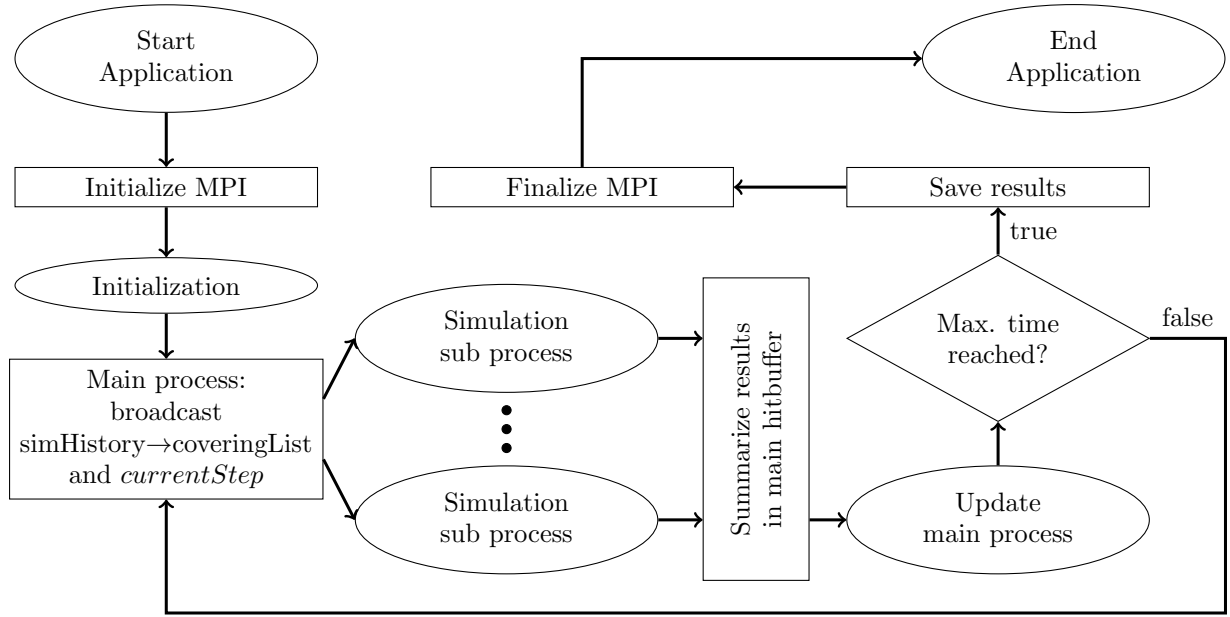 Start
Application
End
Application
Initialize MPI
Finalize MPI
Save results
true
Initialization
Simulation
sub process
Summarize results
in main hitbuffer
Max. time
reached?
false
Main process:
broadcast
simHistory→coveringList
and currentStep
Simulation
sub process
Update
main process